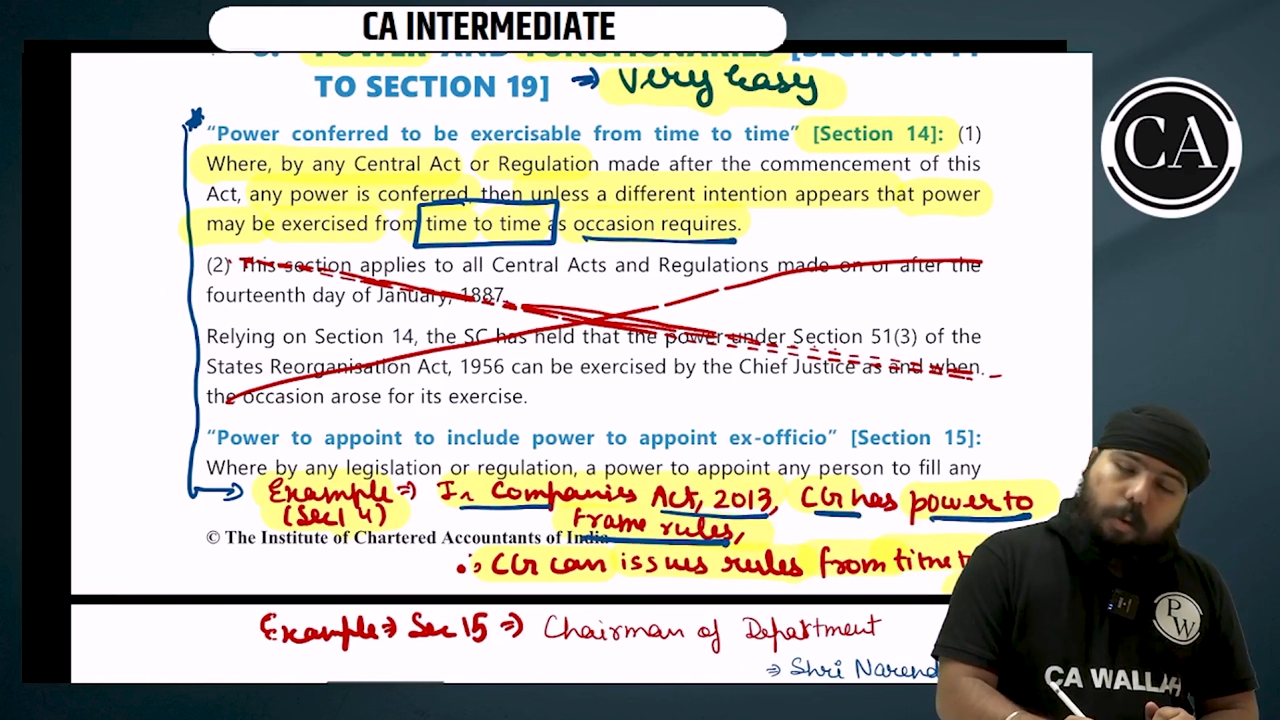 CA INTERMEDIATE
POWER AND FUNCTIONARIES [SECTION 14
TO SECTION 19] ⇒ Very Easy
CA
“Power conferred to be exercisable from time to time” [Section 14]: (1)
Where, by any Central Act or Regulation made after the commencement of this
Act, any power is conferred, then unless a different intention appears that power
may be exercised from time to time as occasion requires.
(2) This section applies to all Central Acts and Regulations made on or after the
fourteenth day of January, 1887.
Relying on Section 14, the SC has held that the power under Section 51(3) of the
States Reorganisation Act, 1956 can be exercised by the Chief Justice as and when
the occasion arose for its exercise.
“Power to appoint to include power to appoint ex-officio” [Section 15]:
Where by any legislation or regulation, a power to appoint any person to fill any
Example ⇒ In Companies Act, 2013, CG has power to
(Sec 14) frame rules,
© The Institute of Chartered Accountants of India
∴ CG can issues rules from time
Example ⇒ Sec 15 ⇒ Chairman of Department
⇒ Shri Narend
P
W
CA WALLAH